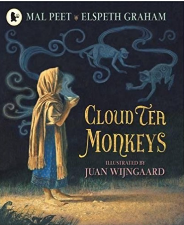 MAL PEET ELSPETH GRAHAM
CLOUD TEA
MONKEYS
ILLUSTRATED BY
JUAN WIJNGAARD